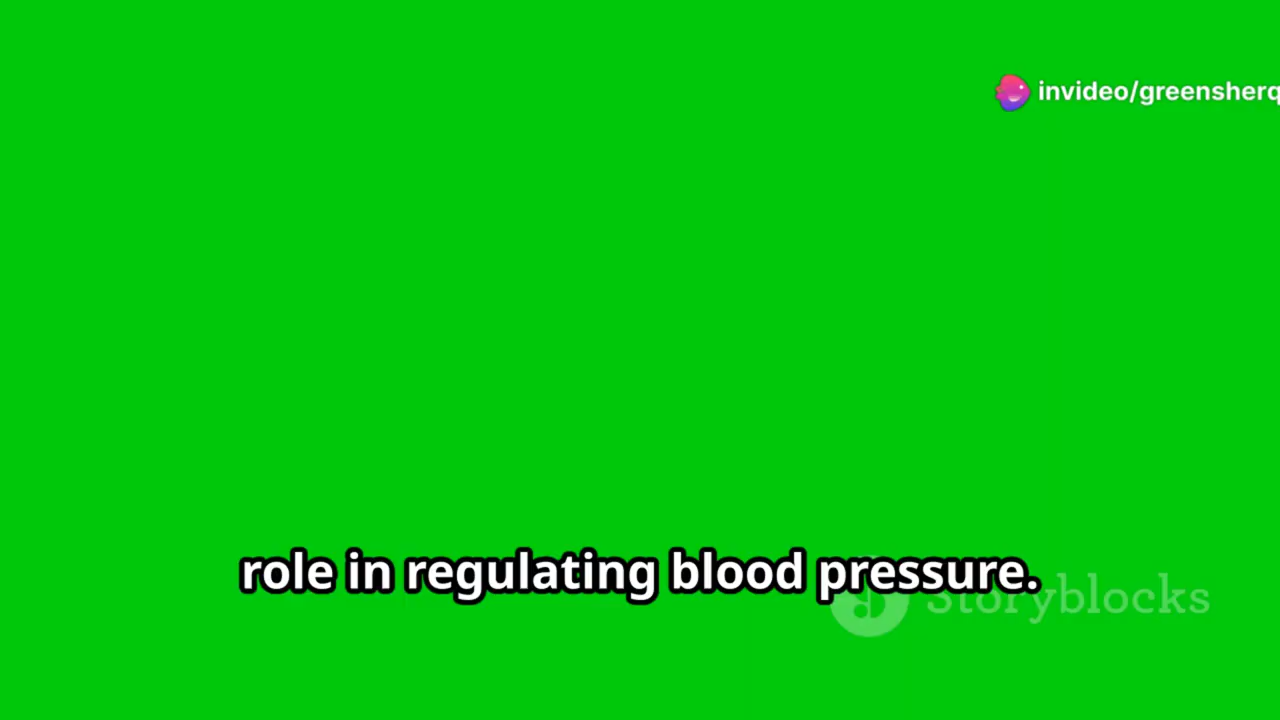 invideo/greensherq
role in regulating blood pressure.
Storyblocks